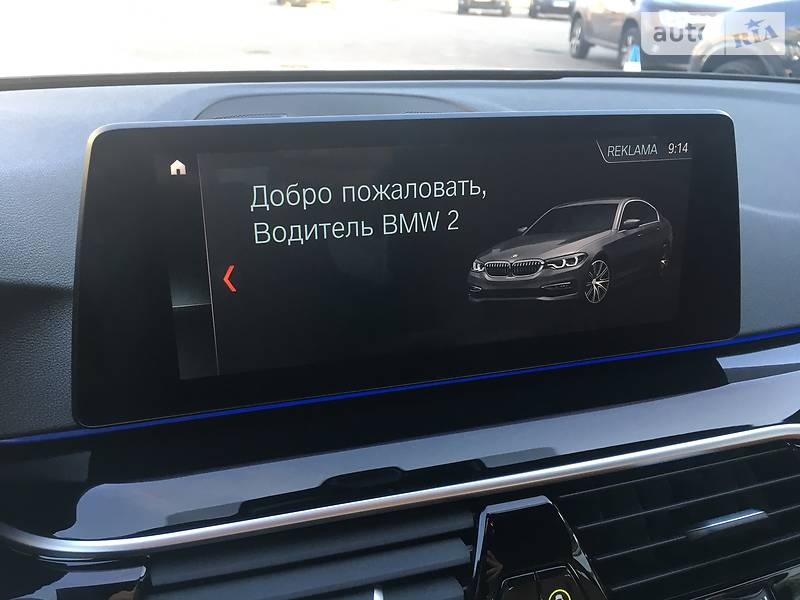 auto RIA
REKLAMA 9:14
Добро пожаловать,
Водитель BMW 2